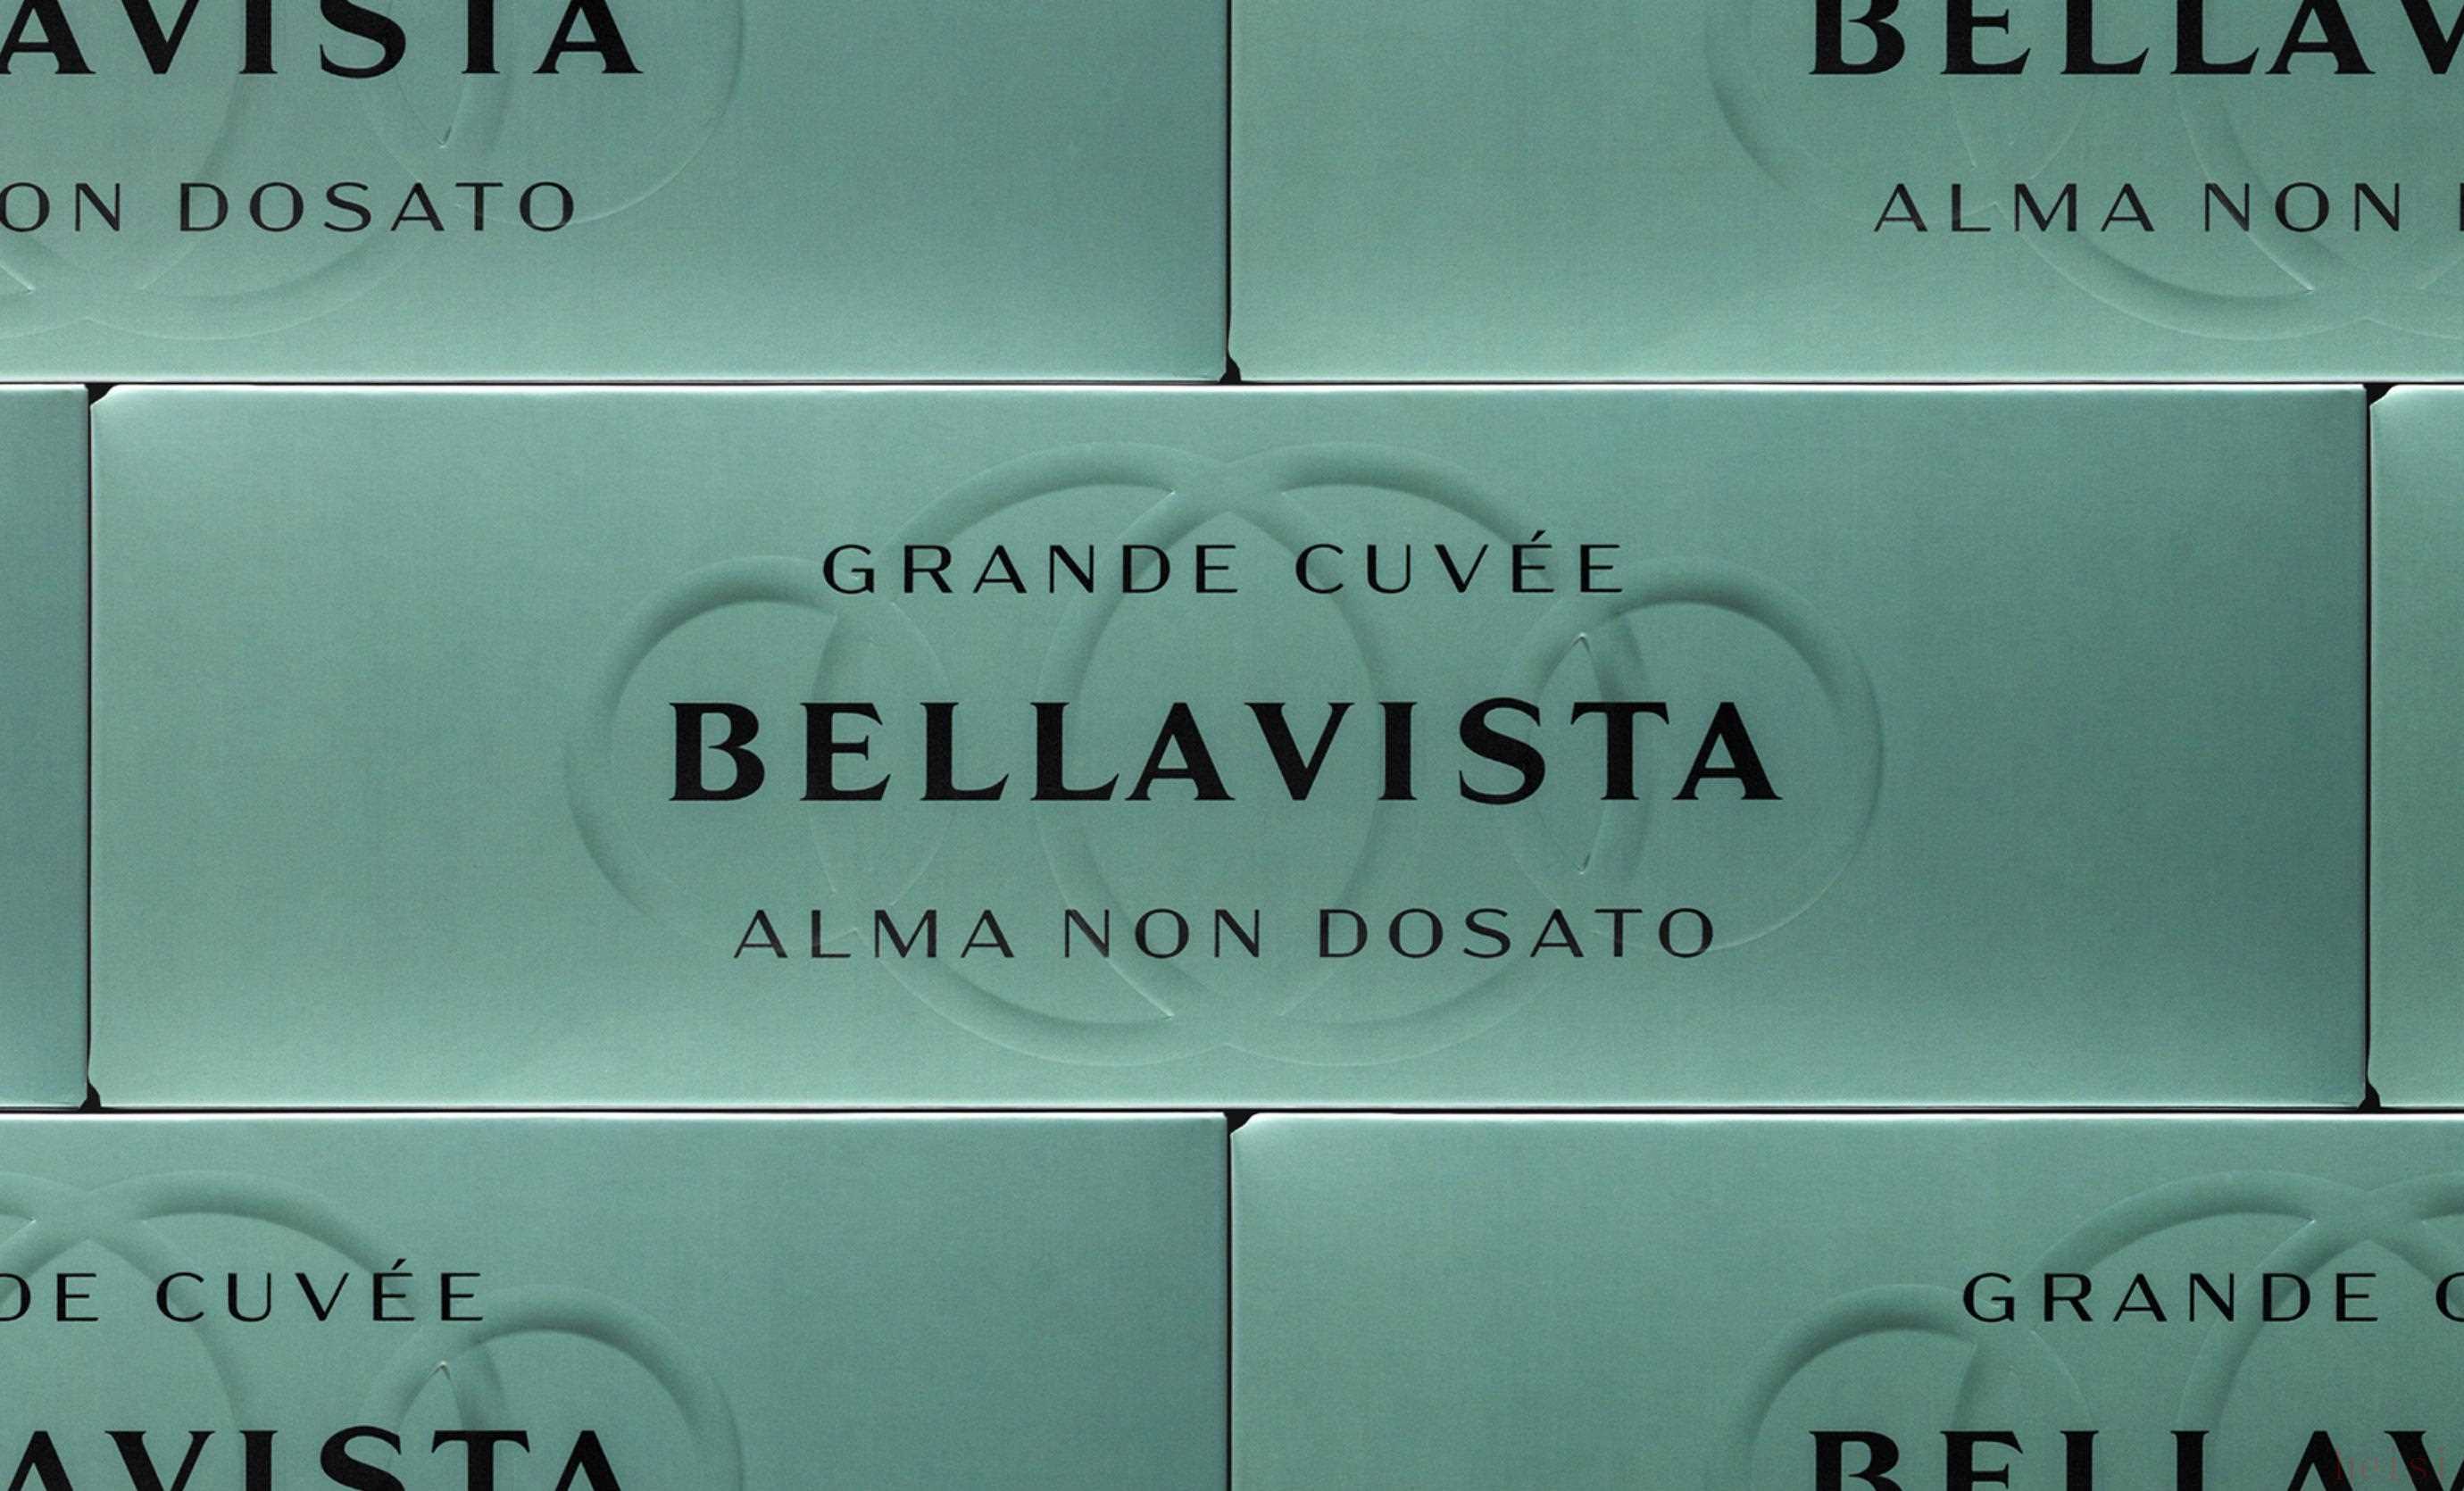 AVISTA
ON DOSATO
BELLAV
ALMA NON
GRANDE CUVÉE
BELLAVISTA
ALMA NON DOSATO
DE CUVÉE
AVISTA
GRANDE C
BELLAV